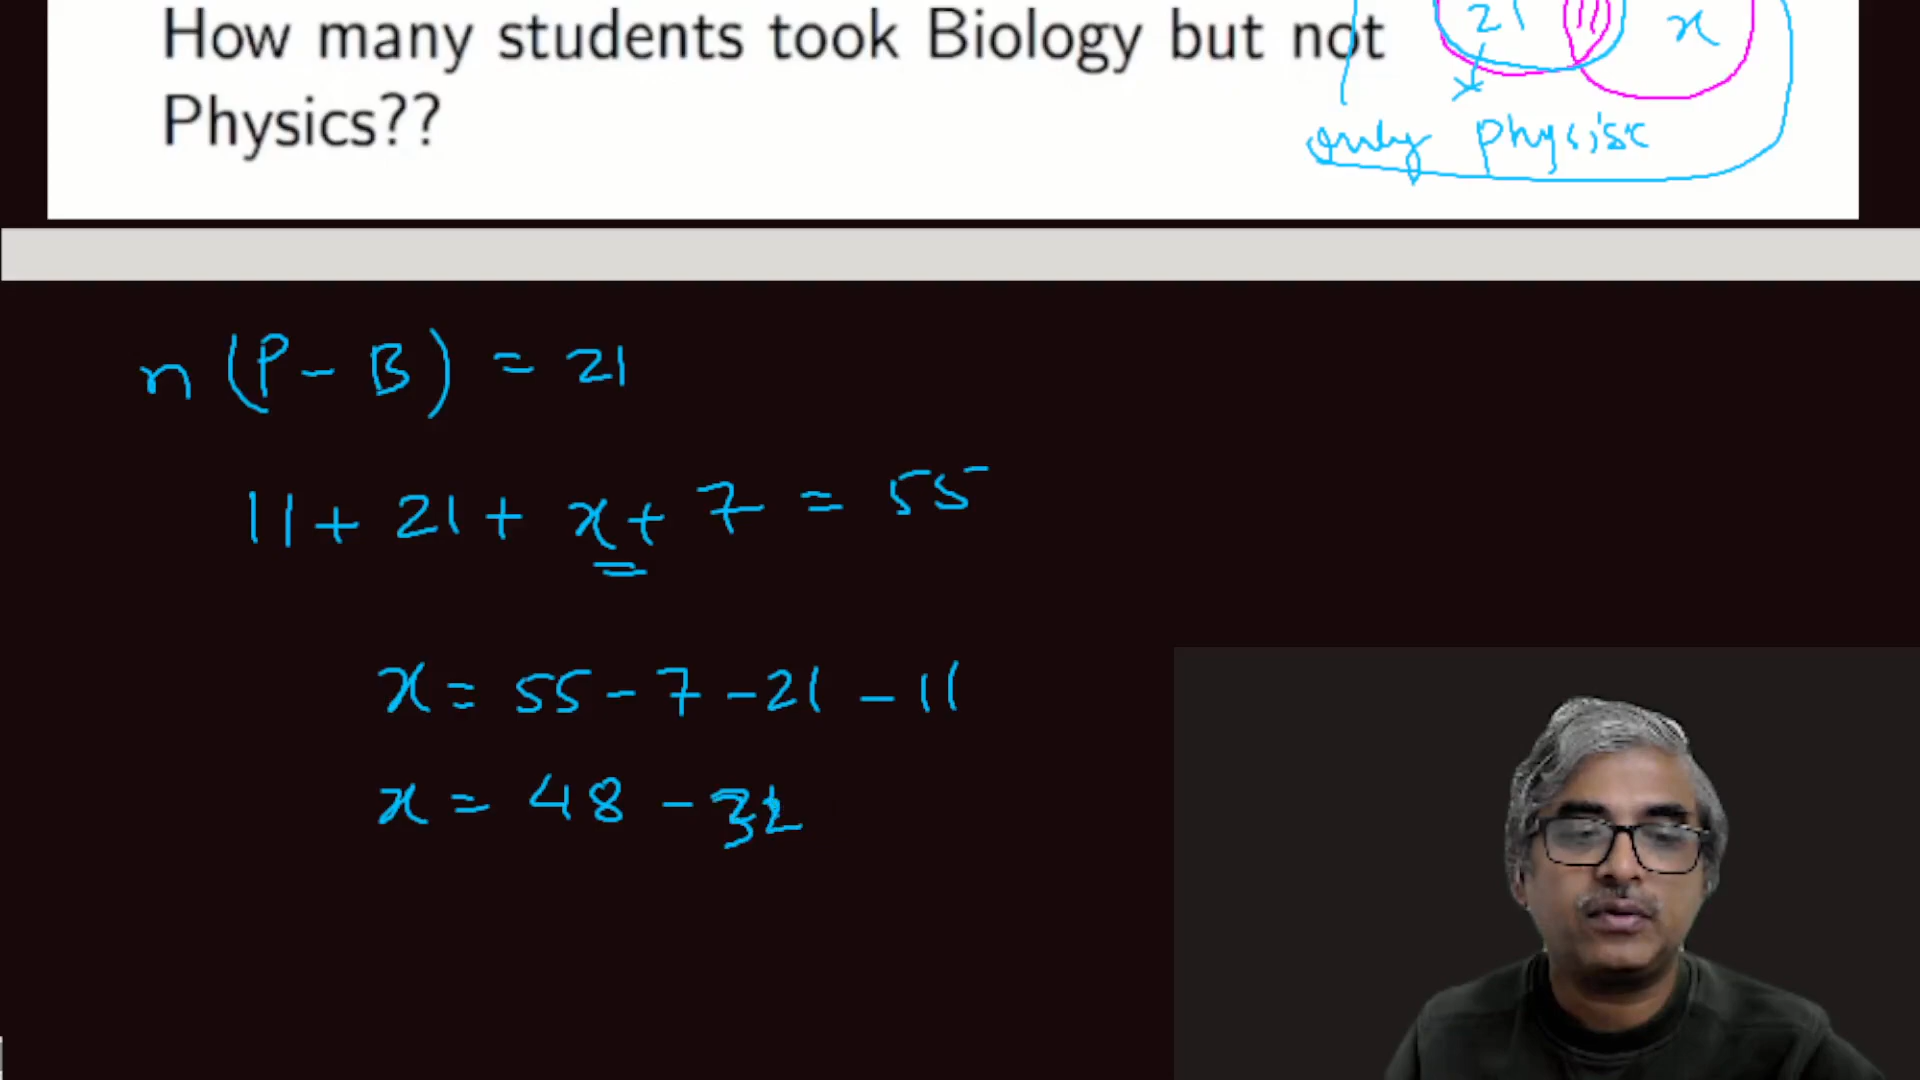 How many students took Biology but not
Physics??
21 11 x
only physisc
n (P - B) = 21
11 + 21 + x + 7 = 55
x = 55 - 7 - 21 - 11
x = 48 - 32